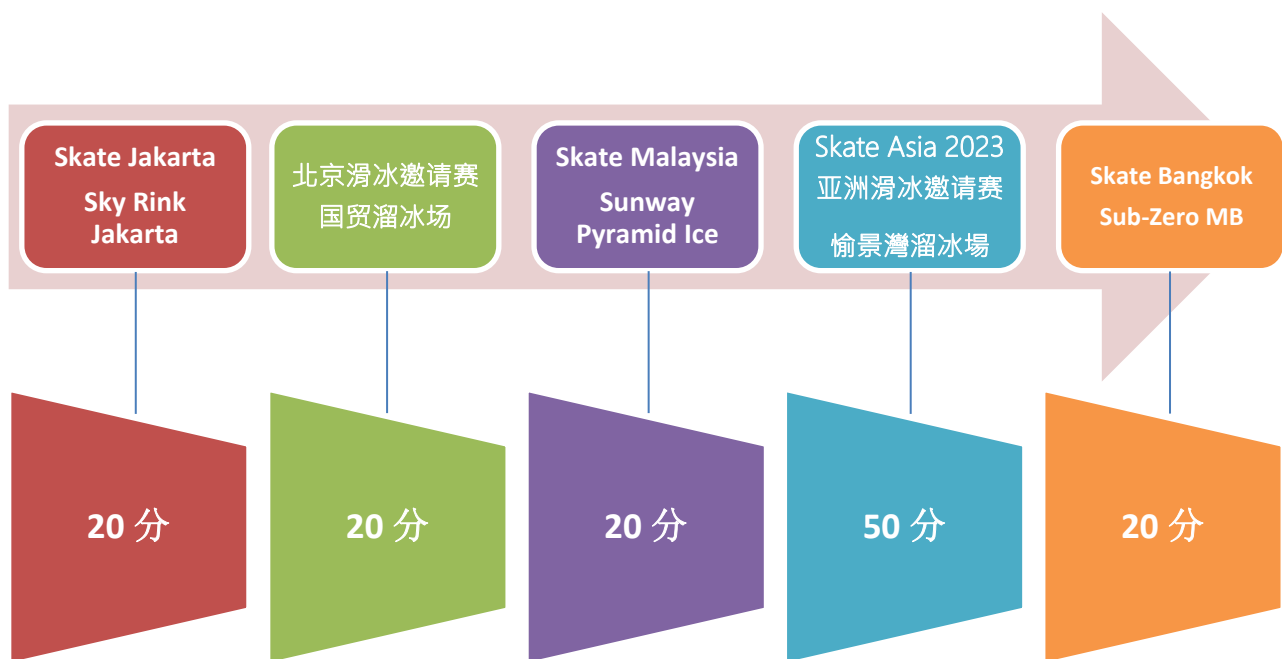 Skate Jakarta
Sky Rink
Jakarta
北京滑冰邀请赛
国贸溜冰场
Skate Malaysia
Sunway
Pyramid Ice
Skate Asia 2023
亚洲滑冰邀请赛
愉景灣溜冰場
Skate Bangkok
Sub-Zero MB
20 分
20 分
20 分
50 分
20 分